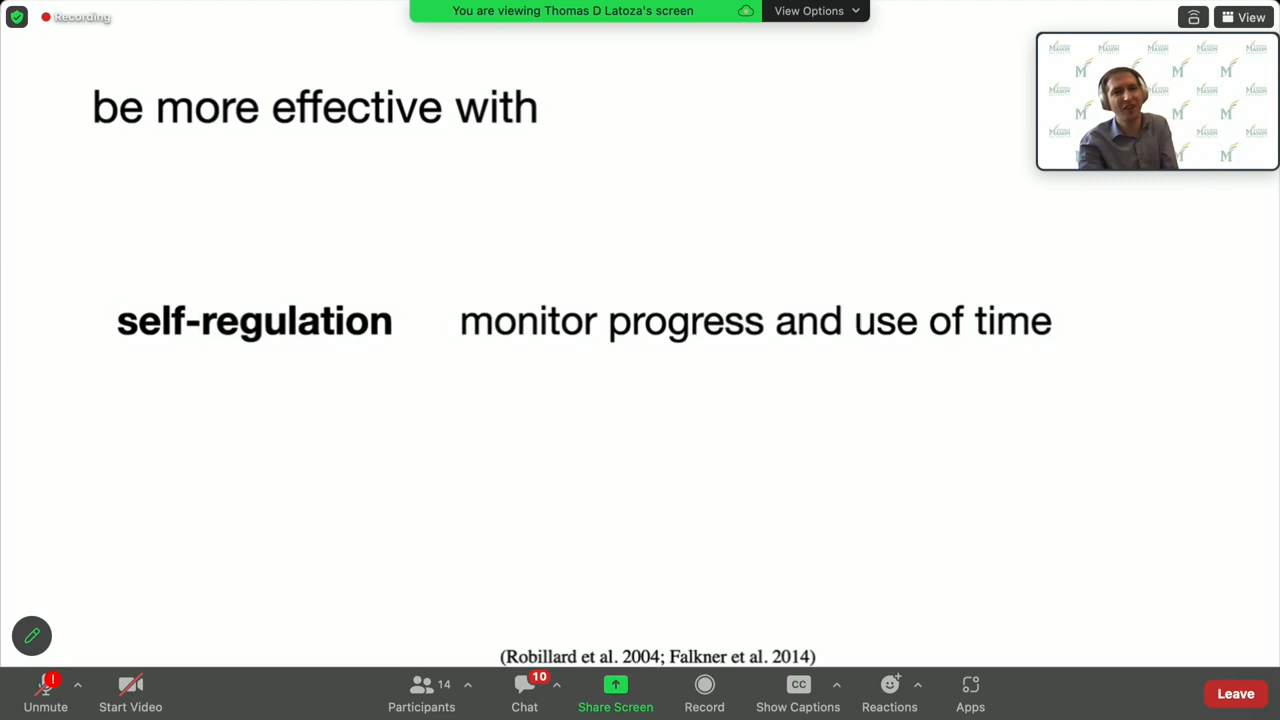 Recording
You are viewing Thomas D Latoza's screen
View Options
View
be more effective with
self-regulation monitor progress and use of time
(Robillard et al. 2004; Falkner et al. 2014)
14
10
CC
Unmute
Start Video
Participants
Chat
Share Screen
Record
Show Captions
Reactions
Apps
Leave
MASON
M